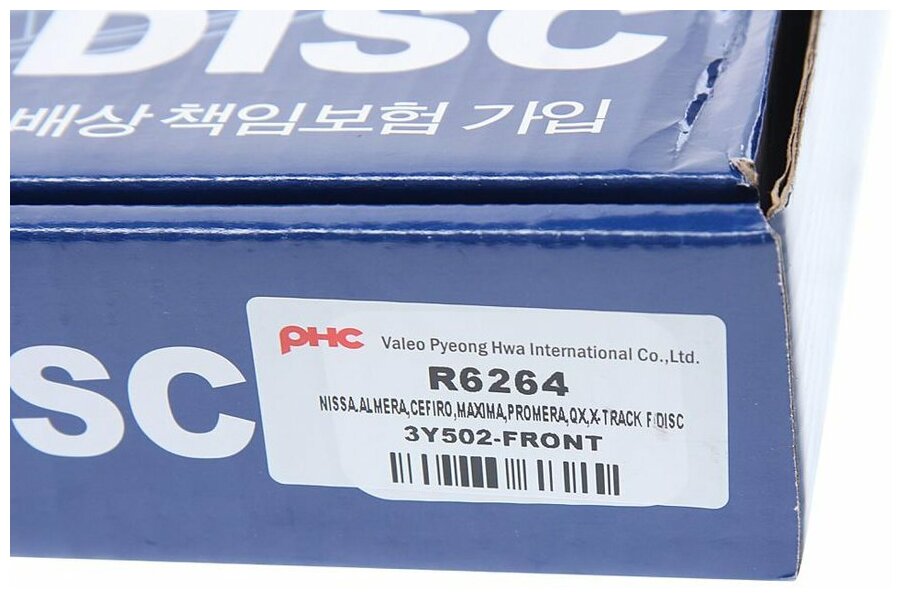 DISC
배상 책임보험 가입
SC
PHC Valeo Pyeong Hwa International Co.,Ltd.
R6264
NISSA,ALMERA,CEFIRO,MAXIMA,PROMERA,QX,X-TRACK F/DISC
3Y502-FRONT